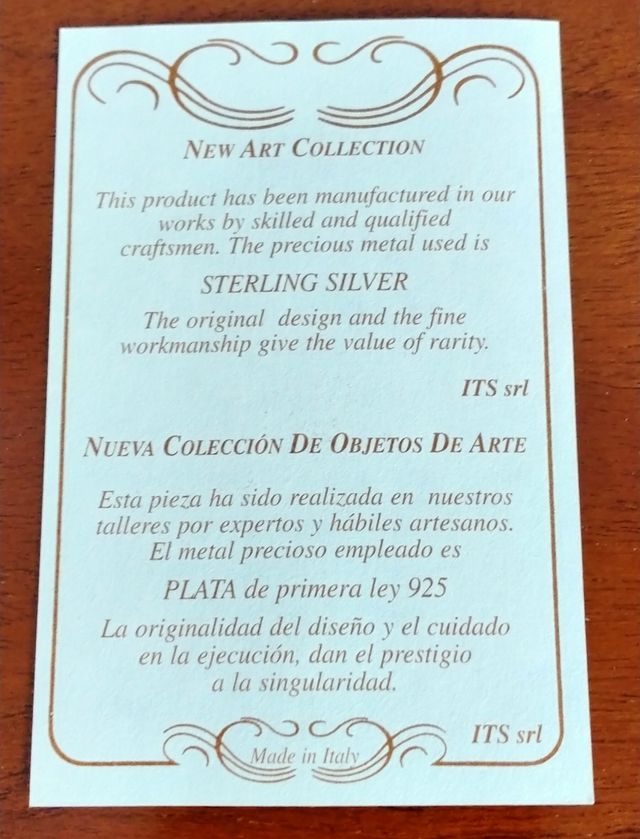 NEW ART COLLECTION
This product has been manufactured in our
works by skilled and qualified
craftsmen. The precious metal used is
STERLING SILVER
The original design and the fine
workmanship give the value of rarity.
ITS srl
NUEVA COLECCIÓN DE OBJETOS DE ARTE
Esta pieza ha sido realizada en nuestros
talleres por expertos y hábiles artesanos.
El metal precioso empleado es
PLATA de primera ley 925
La originalidad del diseño y el cuidado
en la ejecución, dan el prestigio
a la singularidad.
ITS srl
Made in Italy